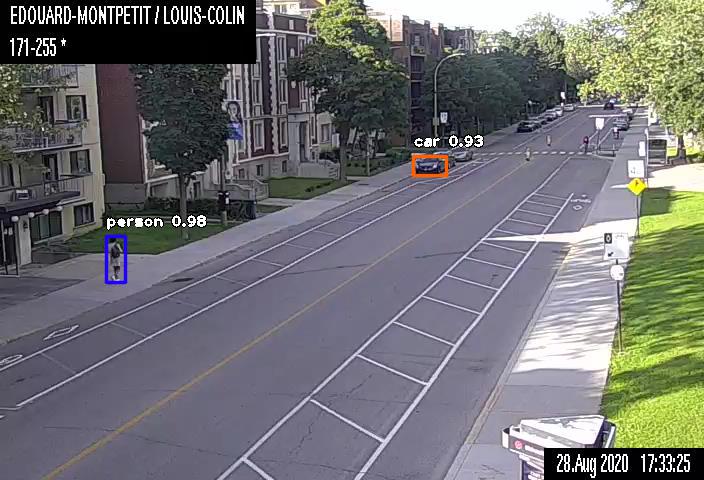 EDOUARD-MONTPETIT / LOUIS-COLIN
171-255 *
car 0.93
person 0.98
28.Aug 2020 17:33:25